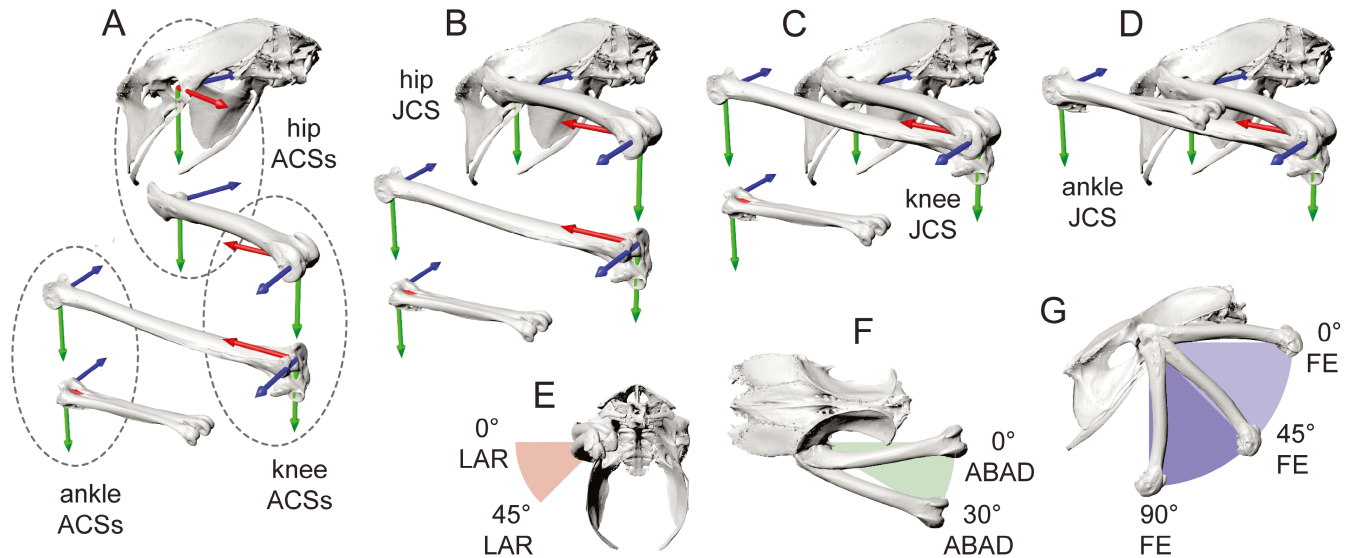 A
hip
ACSs
ankle
ACSs
knee
ACSs
B
hip
JCS
C
knee
JCS
D
ankle
JCS
E
0°
LAR
45°
LAR
F
0°
ABAD
30°
ABAD
G
0°
FE
45°
FE
90°
FE